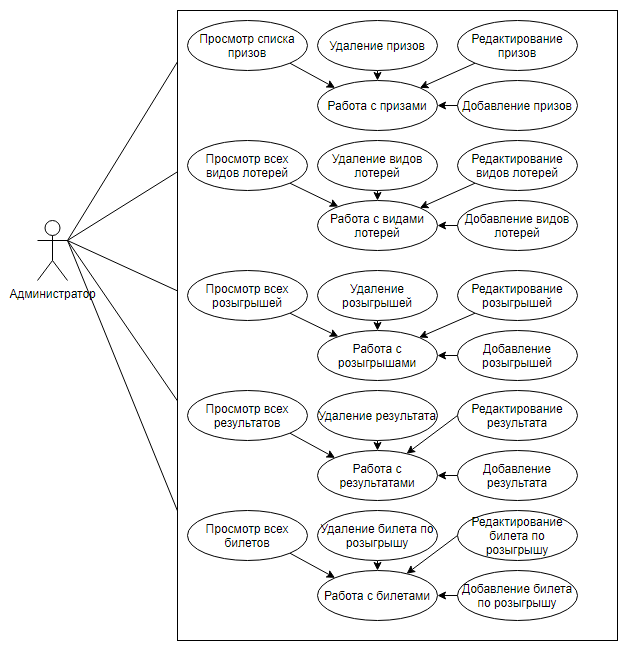 Просмотр списка
призов
Удаление призов
Редактирование
призов
Работа с призами
Добавление призов
Просмотр всех
видов лотерей
Удаление видов
лотерей
Редактирование
видов лотерей
Работа с видами
лотерей
Добавление видов
лотерей
Администратор
Просмотр всех
розыгрышей
Удаление
розыгрышей
Редактирование
розыгрышей
Работа с
розыгрышами
Добавление
розыгрышей
Просмотр всех
результатов
Удаление результата
Редактирование
результата
Работа с
результатами
Добавление
результата
Просмотр всех
билетов
Удаление билета по
розыгрышу
Редактирование
билета по
розыгрышу
Работа с билетами
Добавление билета
по розыгрышу